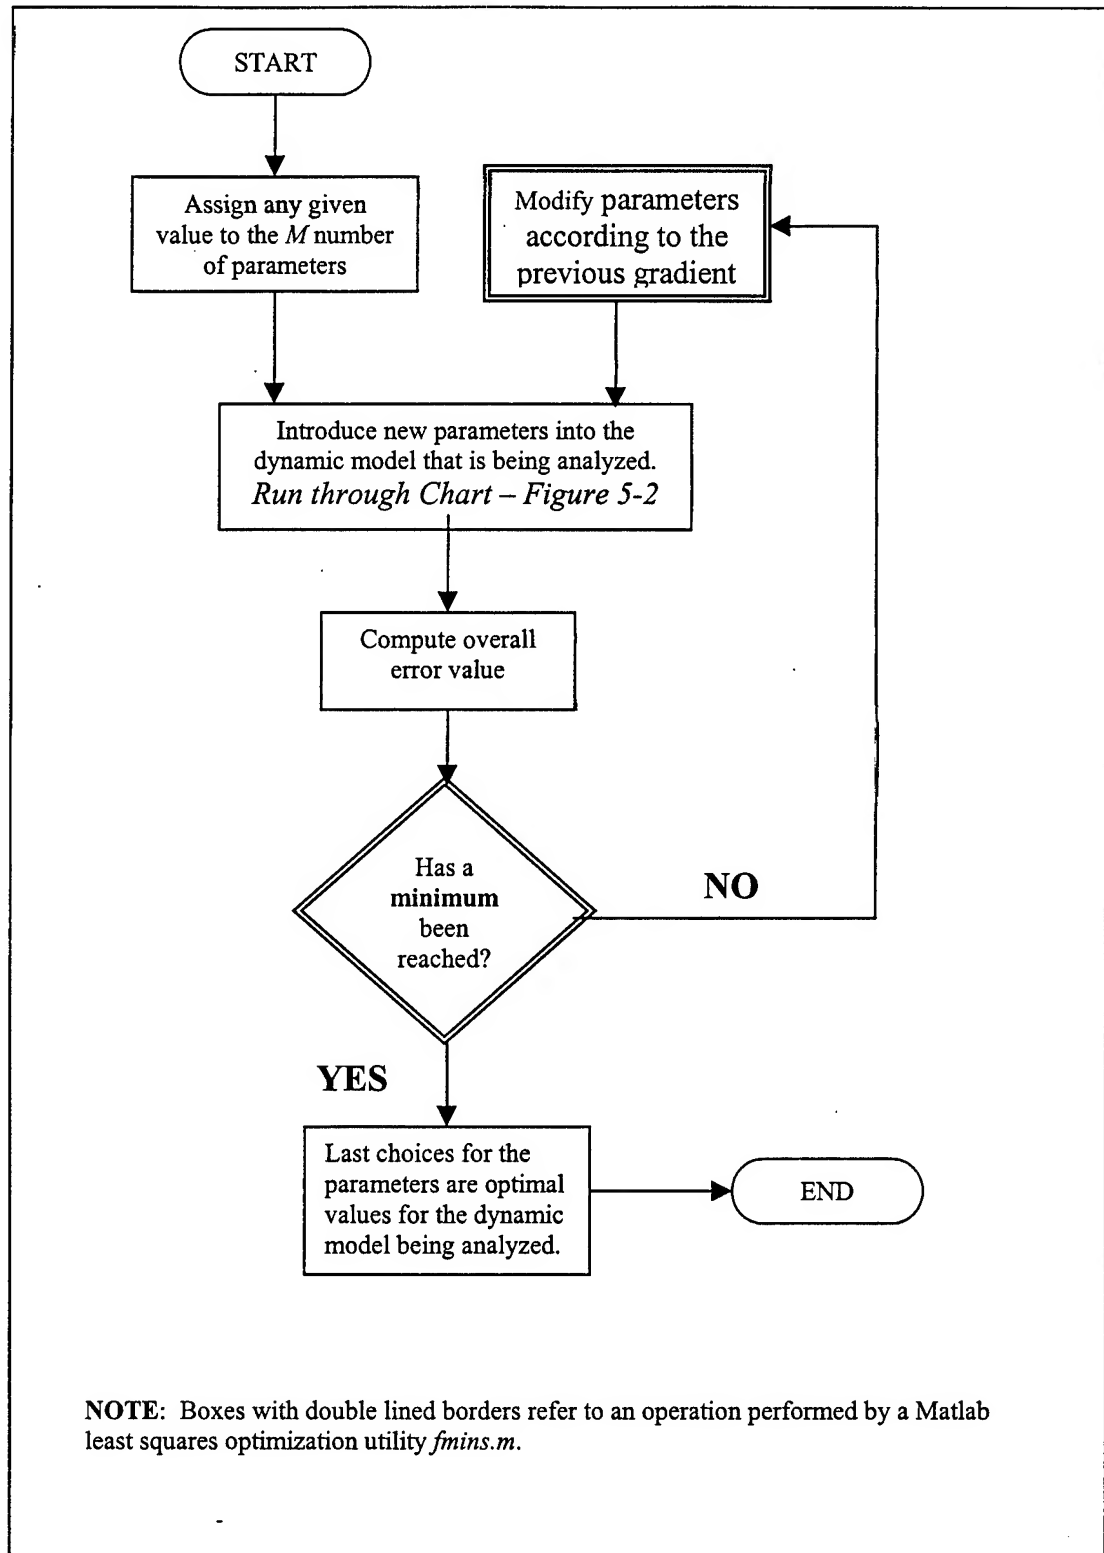 START
Assign any given
value to the M number
of parameters
Modify parameters
according to the
previous gradient
Introduce new parameters into the
dynamic model that is being analyzed.
Run through Chart – Figure 5-2
Compute overall
error value
Has a
minimum
been
reached?
NO
YES
Last choices for the
parameters are optimal
values for the dynamic
model being analyzed.
END
NOTE: Boxes with double lined borders refer to an operation performed by a Matlab
least squares optimization utility fmins.m.